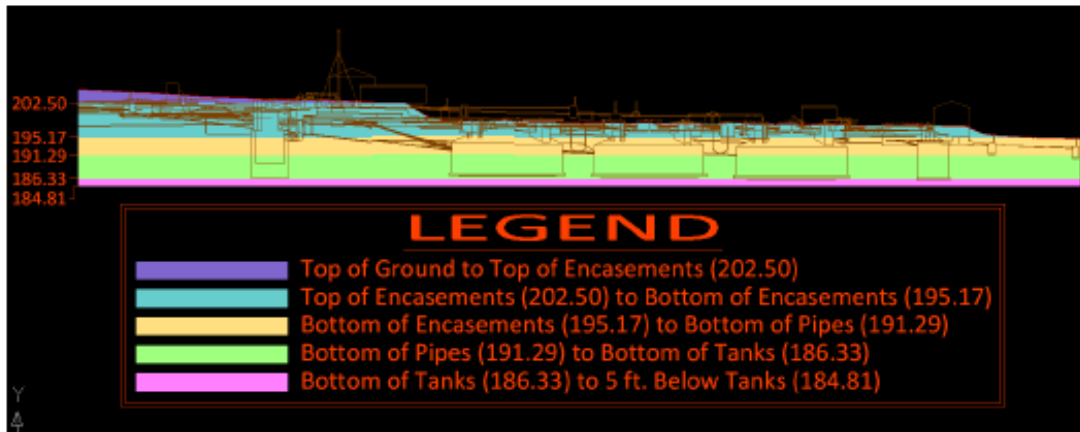 202.50
195.17
191.29
186.33
184.81
LEGEND
Top of Ground to Top of Encasements (202.50)
Top of Encasements (202.50) to Bottom of Encasements (195.17)
Bottom of Encasements (195.17) to Bottom of Pipes (191.29)
Bottom of Pipes (191.29) to Bottom of Tanks (186.33)
Bottom of Tanks (186.33) to 5 ft. Below Tanks (184.81)
Y